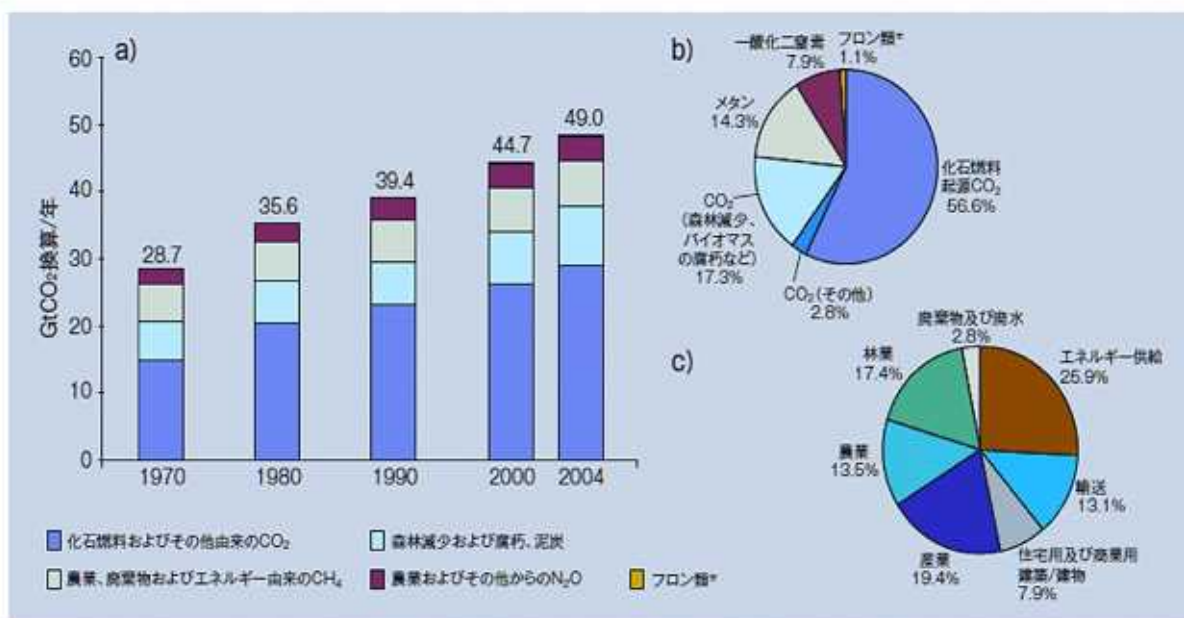 a)
60
50
40
30
20
10
0
GtCO₂換算/年
28.7
35.6
39.4
44.7
49.0
1970
1980
1990
2000
2004
化石燃料およびその他由来のCO₂
森林減少および腐朽、泥炭
農業、廃棄物およびエネルギー由来のCH₄
農業およびその他からのN₂O
フロン類*
b)
一酸化二窒素
7.9%
フロン類*
1.1%
メタン
14.3%
化石燃料
起源CO₂
56.6%
CO₂
(森林減少、
バイオマス
の腐朽など)
17.3%
CO₂(その他)
2.8%
c)
廃棄物及び廃水
2.8%
林業
17.4%
エネルギー供給
25.9%
農業
13.5%
輸送
13.1%
産業
19.4%
住宅用及び商業用
建築/建物
7.9%